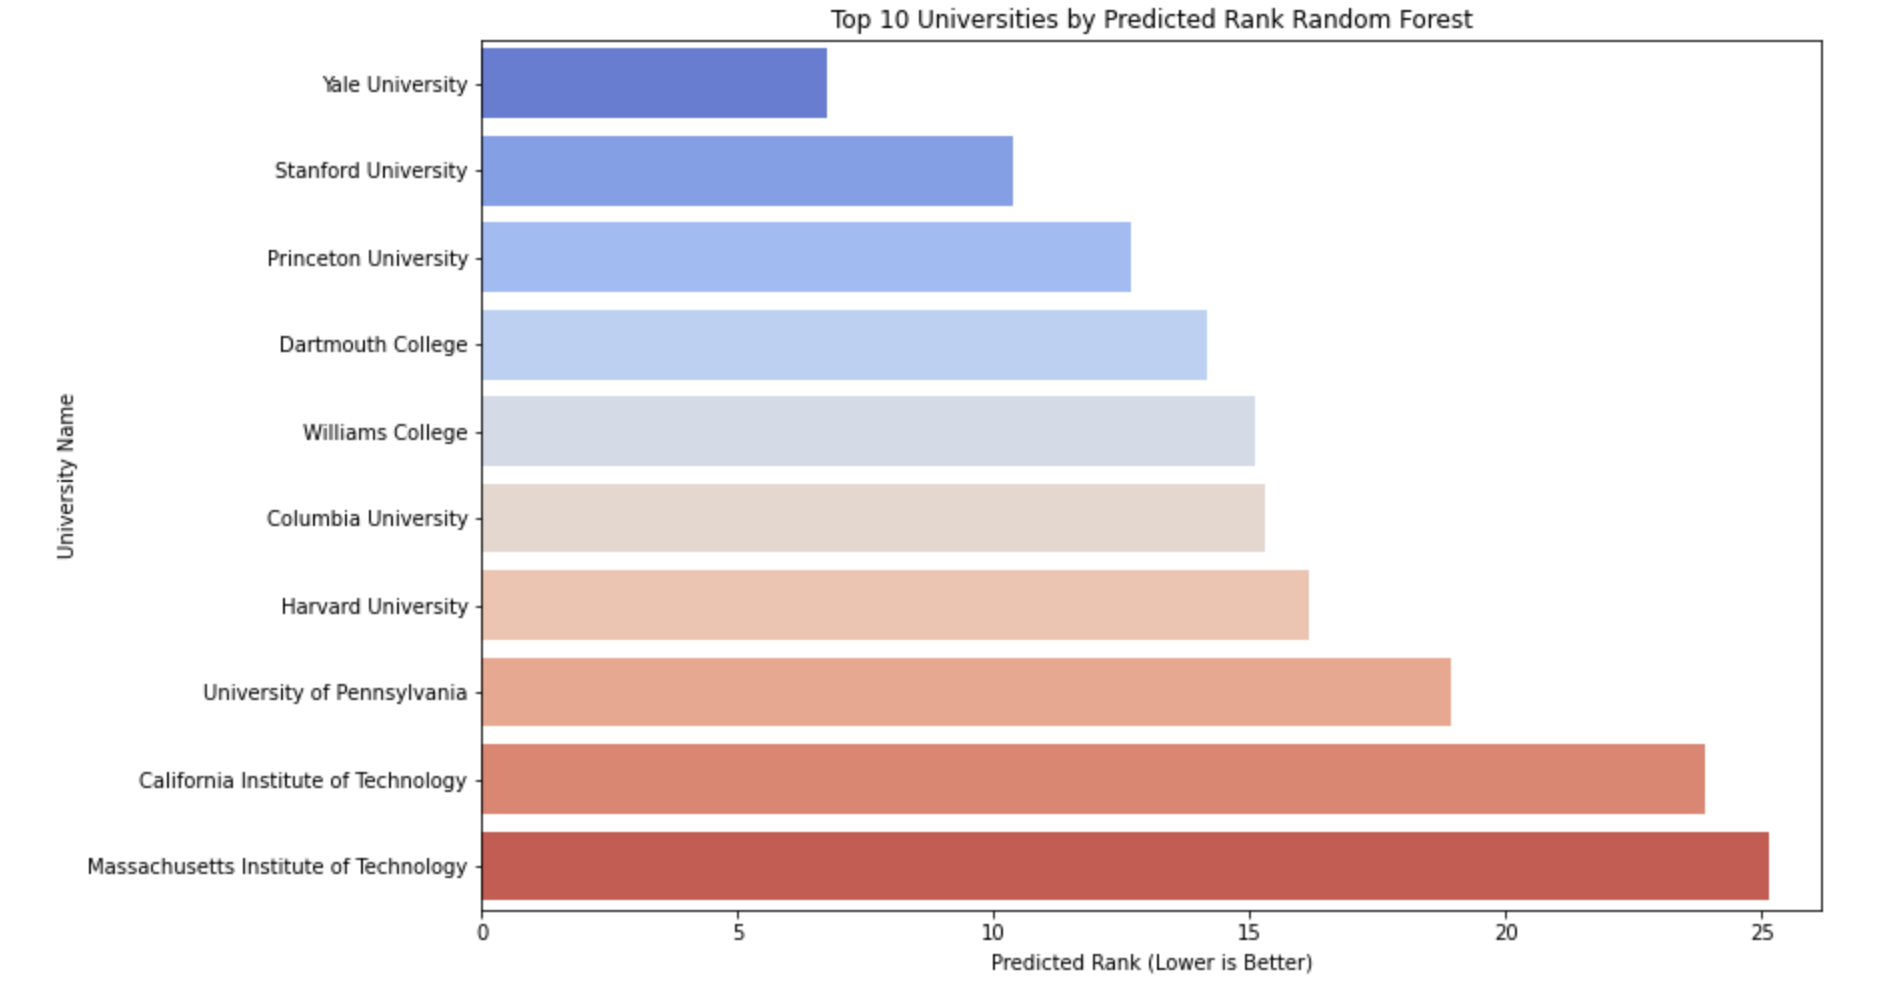 Top 10 Universities by Predicted Rank Random Forest
University Name
Yale University
Stanford University
Princeton University
Dartmouth College
Williams College
Columbia University
Harvard University
University of Pennsylvania
California Institute of Technology
Massachusetts Institute of Technology
0 5 10 15 20 25
Predicted Rank (Lower is Better)